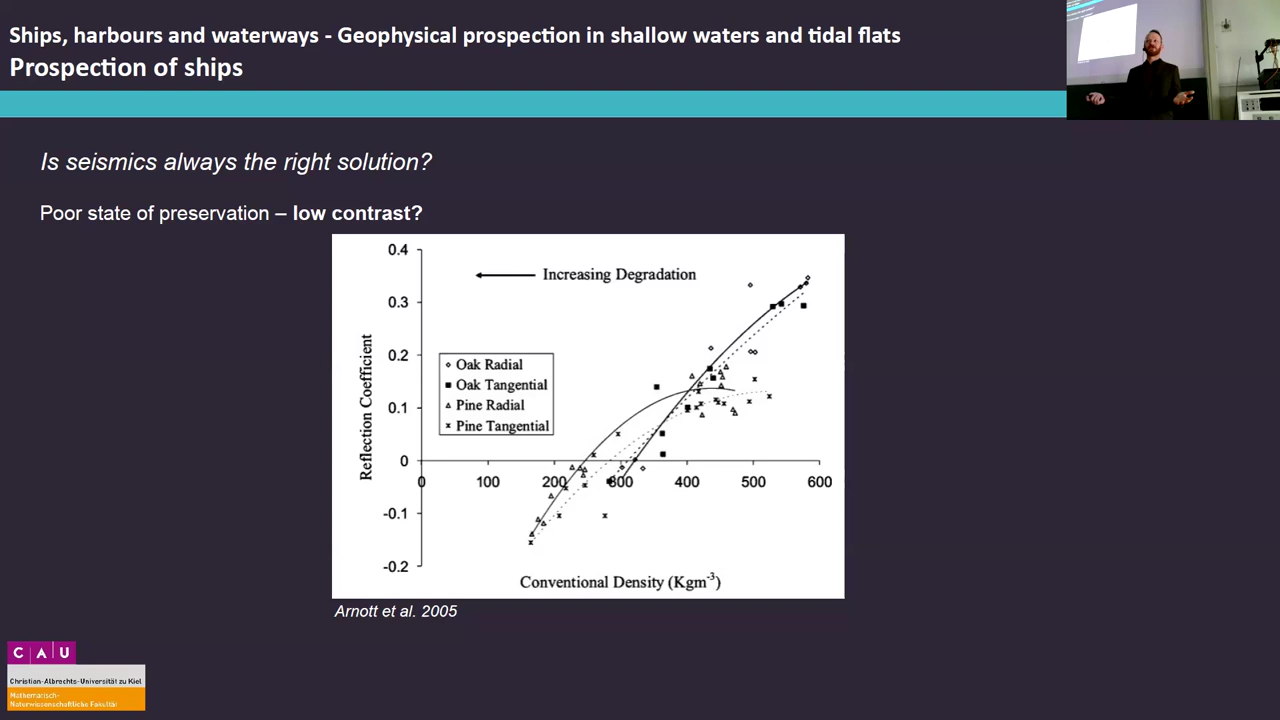 Ships, harbours and waterways - Geophysical prospection in shallow waters and tidal flats
Prospection of ships
Is seismics always the right solution?
Poor state of preservation – low contrast?
0.4
Increasing Degradation
0.3
0.2
Oak Radial
Oak Tangential
0.1
Pine Radial
Pine Tangential
Reflection Coefficient
0
0 100 200 300 400 500 600
-0.1
-0.2
Conventional Density (Kgm-3)
Arnott et al. 2005
C A U
Christian-Albrechts-Universität zu Kiel
Mathematisch-
Naturwissenschaftliche Fakultät